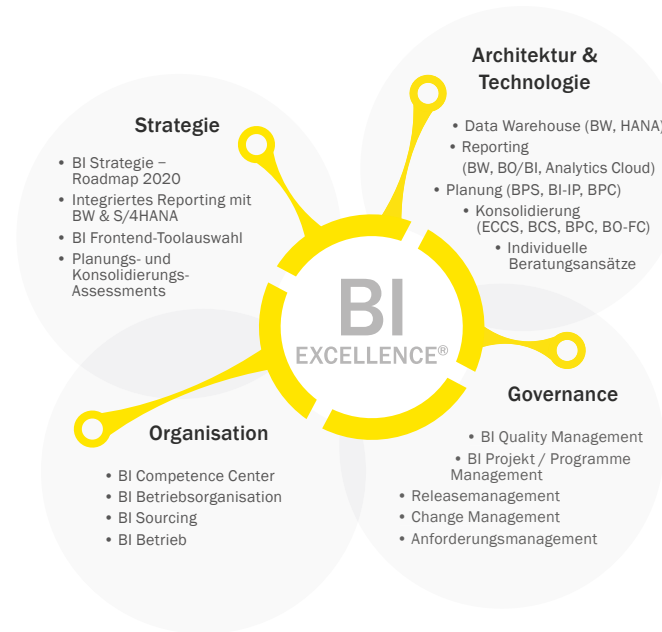 Strategie
• BI Strategie –
Roadmap 2020
• Integriertes Reporting mit
BW & S/4HANA
• BI Frontend-Toolauswahl
• Planungs- und
Konsolidierungs-
Assessments
Architektur &
Technologie
• Data Warehouse (BW, HANA)
• Reporting
(BW, BO/BI, Analytics Cloud)
• Planung (BPS, BI-IP, BPC)
• Konsolidierung
(ECCS, BCS, BPC, BO-FC)
• Individuelle
Beratungsansätze
BI
EXCELLENCE®
Organisation
• BI Competence Center
• BI Betriebsorganisation
• BI Sourcing
• BI Betrieb
Governance
• BI Quality Management
• BI Projekt / Programme
Management
• Releasemanagement
• Change Management
• Anforderungsmanagement